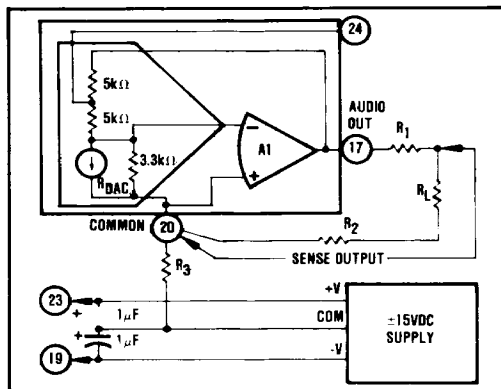 24
5kΩ
5kΩ
AUDIO
OUT
R1
3.3kΩ
A1
17
RDAC
RL
COMMON
20
R2
SENSE OUTPUT
R3
+V
23
1μF
COM
±15VDC
SUPPLY
1μF
-V
19